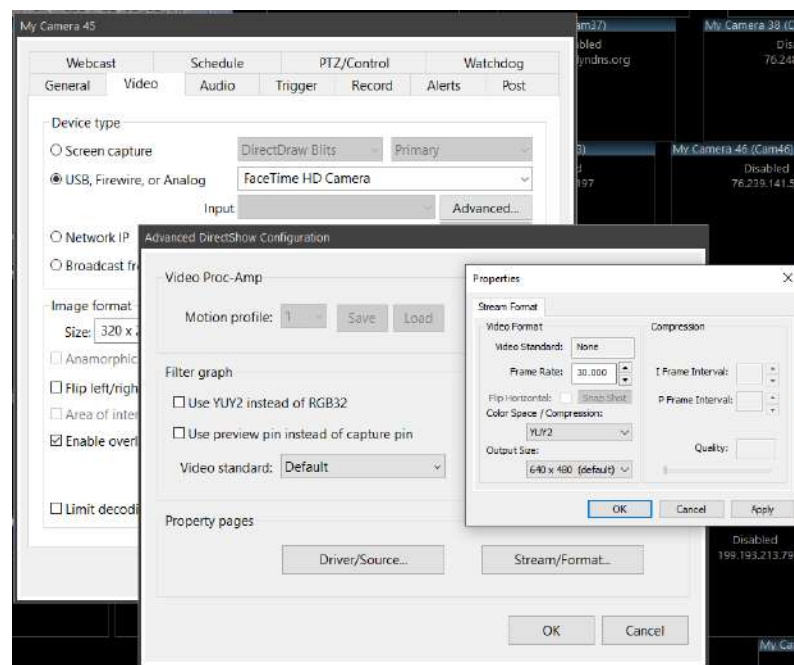 My Camera 45
Webcast Schedule PTZ/Control Watchdog
General Video Audio Trigger Record Alerts Post
Device type
Screen capture DirectDraw Blits Primary
USB, Firewire, or Analog FaceTime HD Camera
Input Advanced...
Network IP
Broadcast fr
Image format
Size: 320 x 2
Anamorphic
Flip left/righ
Area of inter
Enable overl
Limit decodi
Advanced DirectShow Configuration
Video Proc-Amp
Motion profile: 1 Save Load
Filter graph
Use YUY2 instead of RGB32
Use preview pin instead of capture pin
Video standard: Default
Property pages
Driver/Source... Stream/Format...
OK Cancel
Properties X
Stream Format
Video Format Compression
Video Standard: None
Frame Rate: 30.000 I Frame Interval:
Flip Horizontal: Snap Shot P Frame Interval:
Color Space / Compression:
YUY2
Output Size: Quality:
640 x 480 (default)
OK Cancel Apply
am37) My Camera 38 (C
bled Dis
lyndns.org 76.248
My Camera 46 (Cam46)
Disabled
197 76.239.141.5
Disabled
199.193.213.79
My Ca